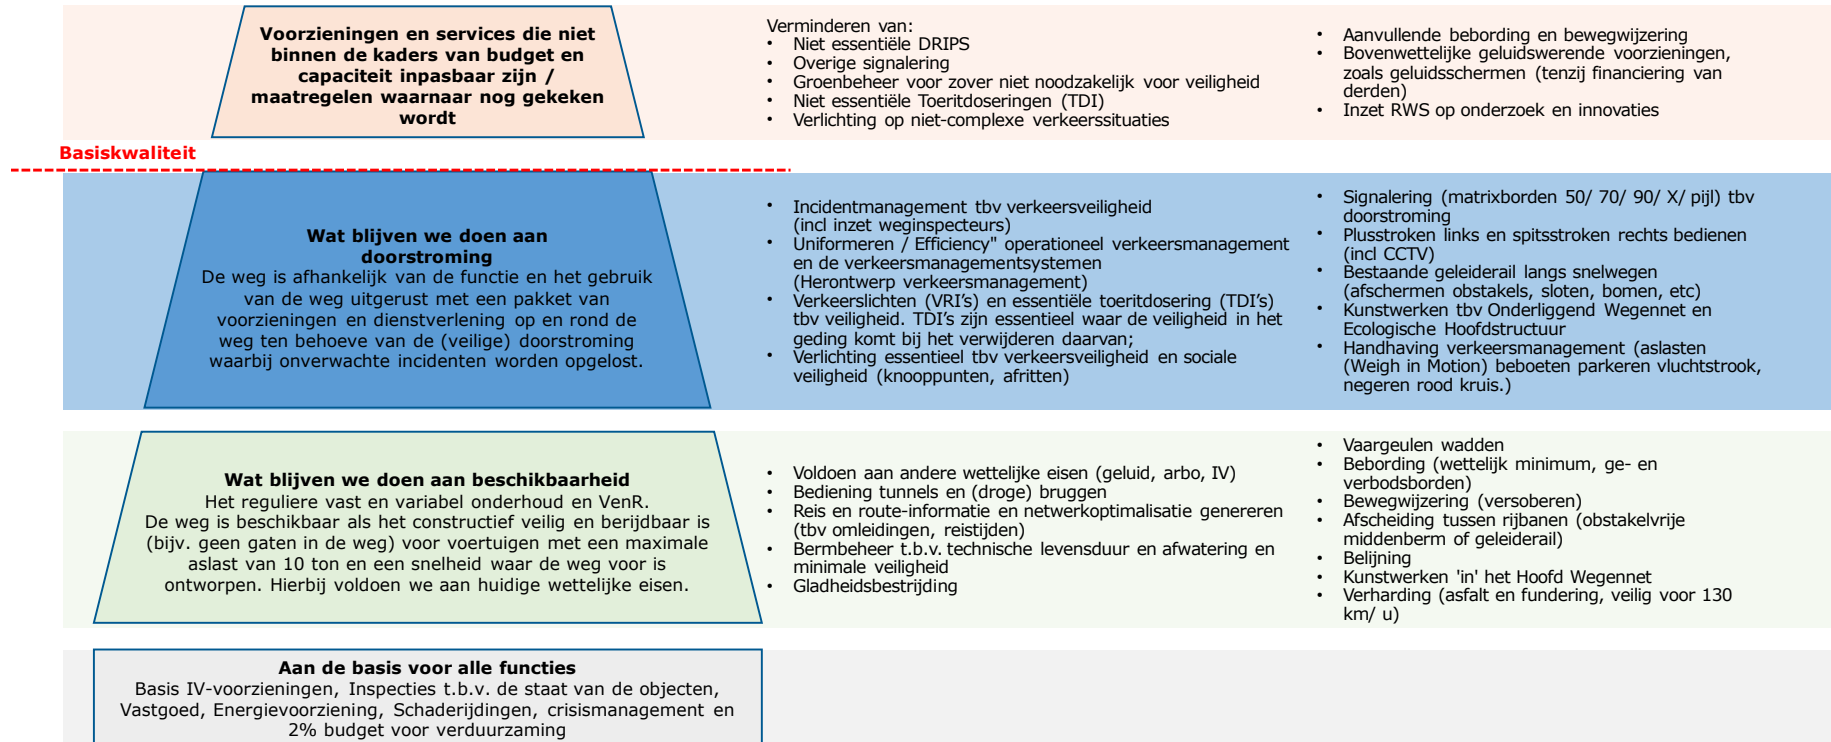 Voorzieningen en services die niet
binnen de kaders van budget en
capaciteit inpasbaar zijn /
maatregelen waarnaar nog gekeken
wordt
Verminderen van:
• Niet essentiële DRIPS
• Overige signalering
• Groenbeheer voor zover niet noodzakelijk voor veiligheid
• Niet essentiële Toeritdoseringen (TDI)
• Verlichting op niet-complexe verkeerssituaties
• Aanvullende bebording en bewegwijzering
• Bovenwettelijke geluidswerende voorzieningen,
zoals geluidsschermen (tenzij financiering van
derden)
• Inzet RWS op onderzoek en innovaties
Basiskwaliteit
Wat blijven we doen aan
doorstroming
De weg is afhankelijk van de functie en het gebruik
van de weg uitgerust met een pakket van
voorzieningen en dienstverlening op en rond de
weg ten behoeve van de (veilige) doorstroming
waarbij onverwachte incidenten worden opgelost.
• Incidentmanagement tbv verkeersveiligheid
(incl inzet weginspecteurs)
• Uniformeren / Efficiency" operationeel verkeersmanagement
en de verkeersmanagementsystemen
(Herontwerp verkeersmanagement)
• Verkeerslichten (VRI's) en essentiële toeritdosering (TDI's)
tbv veiligheid. TDI's zijn essentieel waar de veiligheid in het
geding komt bij het verwijderen daarvan;
• Verlichting essentieel tbv verkeersveiligheid en sociale
veiligheid (knooppunten, afritten)
• Signalering (matrixborden 50/ 70/ 90/ X/ pijl) tbv
doorstroming
• Plusstroken links en spitsstroken rechts bedienen
(incl CCTV)
• Bestaande geleiderail langs snelwegen
(afschermen obstakels, sloten, bomen, etc)
• Kunstwerken tbv Onderliggend Wegennet en
Ecologische Hoofdstructuur
• Handhaving verkeersmanagement (aslasten
(Weigh in Motion) beboeten parkeren vluchtstrook,
negeren rood kruis.)
Wat blijven we doen aan beschikbaarheid
Het reguliere vast en variabel onderhoud en VenR.
De weg is beschikbaar als het constructief veilig en berijdbaar is
(bijv. geen gaten in de weg) voor voertuigen met een maximale
aslast van 10 ton en een snelheid waar de weg voor is
ontworpen. Hierbij voldoen we aan huidige wettelijke eisen.
• Voldoen aan andere wettelijke eisen (geluid, arbo, IV)
• Bediening tunnels en (droge) bruggen
• Reis en route-informatie en netwerkoptimalisatie genereren
(tbv omleidingen, reistijden)
• Bermbeheer t.b.v. technische levensduur en afwatering en
minimale veiligheid
• Gladheidsbestrijding
• Vaargeulen wadden
• Bebording (wettelijk minimum, ge- en
verbodsborden)
• Bewegwijzering (versoberen)
• Afscheiding tussen rijbanen (obstakelvrije
middenberm of geleiderail)
• Belijning
• Kunstwerken 'in' het Hoofd Wegennet
• Verharding (asfalt en fundering, veilig voor 130
km/ u)
Aan de basis voor alle functies
Basis IV-voorzieningen, Inspecties t.b.v. de staat van de objecten,
Vastgoed, Energievoorziening, Schaderijdingen, crisismanagement en
2% budget voor verduurzaming